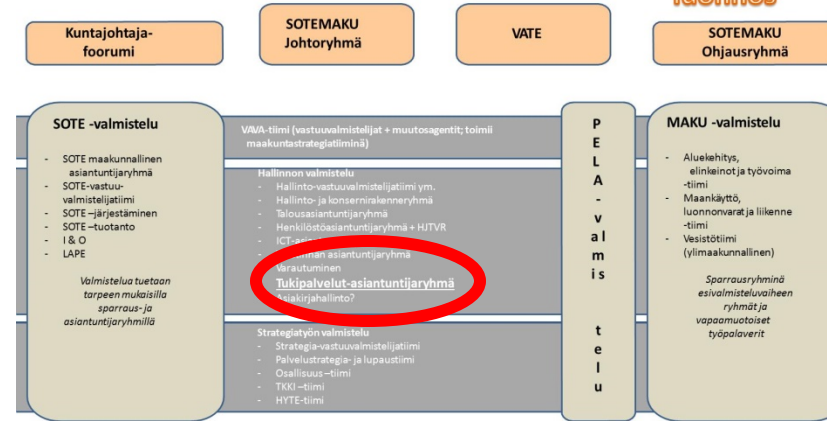 luonnos
Kuntajohtaja-
foorumi
SOTEMAKU
Johtoryhmä
VATE
SOTEMAKU
Ohjausryhmä
SOTE -valmistelu
- SOTE maakunnallinen
asiantuntijaryhmä
- SOTE-vastuu-
valmistelijatiimi
- SOTE –järjestäminen
- SOTE –tuotanto
- I & O
- LAPE
Valmistelua tuetaan
tarpeen mukaisilla
sparraus- ja
asiantuntijaryhmillä
VAVA-tiimi (vastuuvalmistelijat + muutosagentit; toimii
maakuntastrategiatiiminä)
Hallinnon valmistelu
- Hallinto-vastuuvalmistelijatiimi ym.
- Hallinto- ja konsernirakenneryhmä
- Talousasiantuntijaryhmä
- Henkilöstöasiantuntijaryhmä + HJTVR
- ICT-
asiantuntijaryhmä
Varautuminen
Tukipalvelut-asiantuntijaryhmä
Asiakirjahallinto?
Strategiatyön valmistelu
- Strategia-vastuuvalmistelijatiimi
- Palvelustrategia- ja lupaustiimi
- Osallisuus –tiimi
- TKKI –tiimi
- HYTE-tiimi
P
E
L
A
-
v
a l
m
i s
t
e
l
u
MAKU -valmistelu
- Aluekehitys,
elinkeinot ja työvoima
-tiimi
- Maankäyttö,
luonnonvarat ja liikenne
-tiimi
- Vesistötiimi
(ylimaakunnallinen)
Sparrausryhminä
esivalmisteluvaiheen
ryhmät ja
vapaamuotoiset
työpalaverit